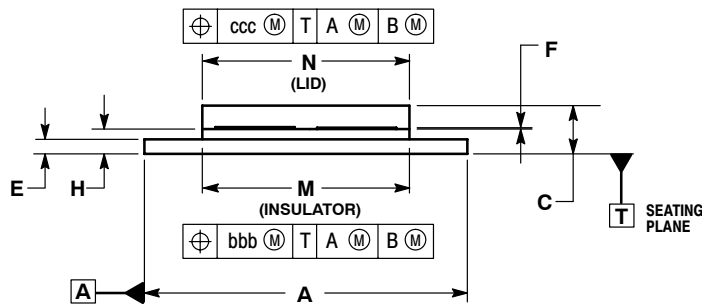 ⌖ ccc Ⓜ T A Ⓜ B Ⓜ
N
(LID)
F
E
H
M
(INSULATOR)
C
T SEATING
PLANE
⌖ bbb Ⓜ T A Ⓜ B Ⓜ
A
A